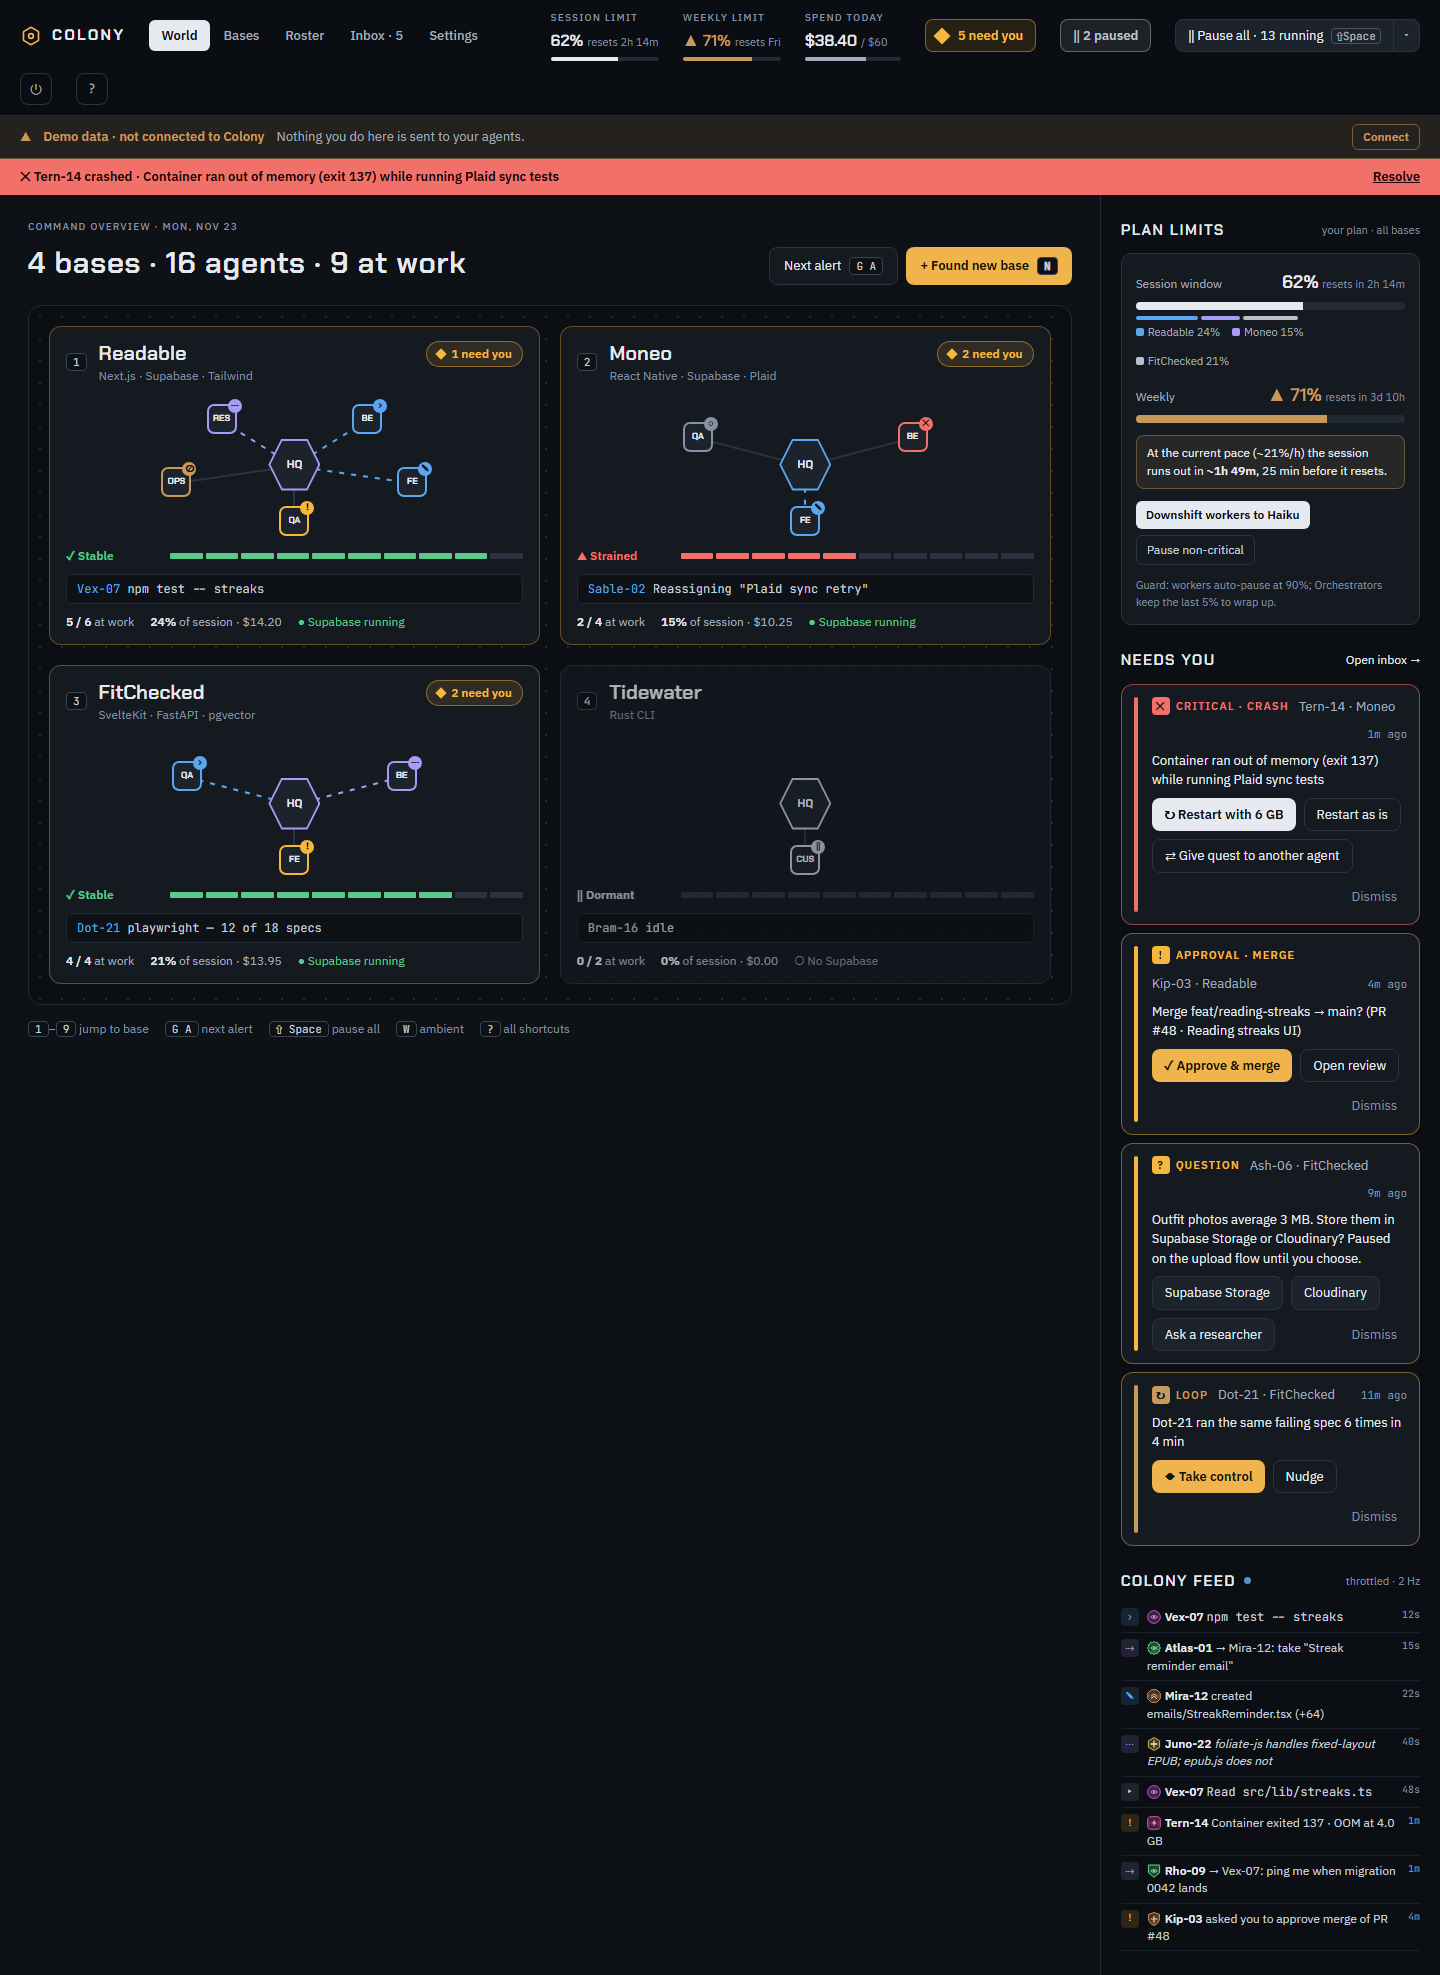 COLONY
World
Bases
Roster
Inbox · 5
Settings
SESSION LIMIT
62% resets 2h 14m
WEEKLY LIMIT
▲ 71% resets Fri
SPEND TODAY
$38.40 / $60
5 need you
|| 2 paused
|| Pause all · 13 running ⇧Space
?
▲ Demo data · not connected to Colony Nothing you do here is sent to your agents.
Connect
Tern-14 crashed · Container ran out of memory (exit 137) while running Plaid sync tests
Resolve
COMMAND OVERVIEW · MON, NOV 23
4 bases · 16 agents · 9 at work
Next alert G A
+ Found new base N
1 Readable
1 need you
Next.js · Supabase · Tailwind
RES
BE
HQ
OPS
FE
QA
✓ Stable
Vex-07 npm test -- streaks
5 / 6 at work 24% of session · $14.20 ● Supabase running
2 Moneo
2 need you
React Native · Supabase · Plaid
QA
BE
HQ
FE
▲ Strained
Sable-02 Reassigning "Plaid sync retry"
2 / 4 at work 15% of session · $10.25 ● Supabase running
3 FitChecked
2 need you
SvelteKit · FastAPI · pgvector
QA
BE
HQ
FE
✓ Stable
Dot-21 playwright — 12 of 18 specs
4 / 4 at work 21% of session · $13.95 ● Supabase running
4 Tidewater
Rust CLI
HQ
CUS
|| Dormant
Bram-16 idle
0 / 2 at work 0% of session · $0.00 ○ No Supabase
1–9 jump to base G A next alert ⇧ Space pause all W ambient ? all shortcuts
PLAN LIMITS
your plan · all bases
Session window 62% resets in 2h 14m
Readable 24% Moneo 15%
FitChecked 21%
Weekly ▲ 71% resets in 3d 10h
At the current pace (~21%/h) the session
runs out in ~1h 49m, 25 min before it resets.
Downshift workers to Haiku
Pause non-critical
Guard: workers auto-pause at 90%; Orchestrators
keep the last 5% to wrap up.
NEEDS YOU
Open inbox →
CRITICAL · CRASH Tern-14 · Moneo
1m ago
Container ran out of memory (exit 137)
while running Plaid sync tests
↻ Restart with 6 GB
Restart as is
⇄ Give quest to another agent
Dismiss
! APPROVAL · MERGE
Kip-03 · Readable 4m ago
Merge feat/reading-streaks → main? (PR
#48 · Reading streaks UI)
✓ Approve & merge
Open review
Dismiss
? QUESTION Ash-06 · FitChecked
9m ago
Outfit photos average 3 MB. Store them in
Supabase Storage or Cloudinary? Paused
on the upload flow until you choose.
Supabase Storage
Cloudinary
Ask a researcher
Dismiss
↻ LOOP Dot-21 · FitChecked 11m ago
Dot-21 ran the same failing spec 6 times in
4 min
Take control
Nudge
Dismiss
COLONY FEED
throttled · 2 Hz
Vex-07 npm test -- streaks 12s
Atlas-01 → Mira-12: take "Streak 15s
reminder email"
Mira-12 created 22s
emails/StreakReminder.tsx (+64)
Juno-22 foliate-js handles fixed-layout 40s
EPUB; epub.js does not
Vex-07 Read src/lib/streaks.ts 48s
! Tern-14 Container exited 137 · OOM at 4.0 1m
GB
Rho-09 → Vex-07: ping me when migration 1m
0042 lands
! Kip-03 asked you to approve merge of PR 4m
#48